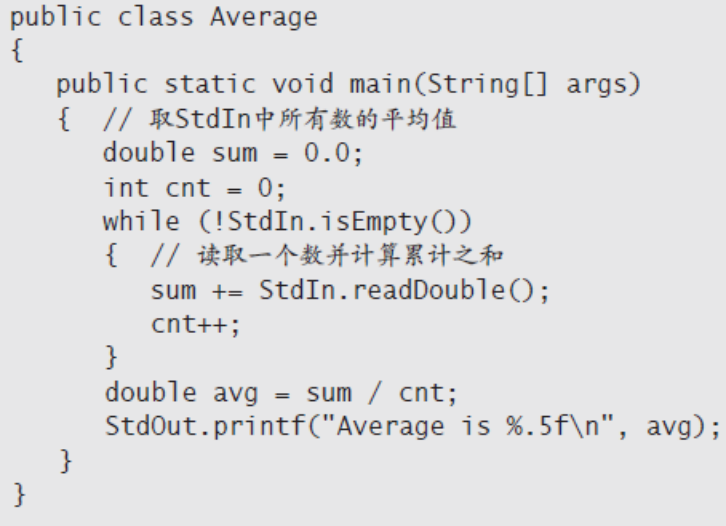 public class Average
{
public static void main(String[] args)
{ // 取StdIn中所有数的平均值
double sum = 0.0;
int cnt = 0;
while (!StdIn.isEmpty())
{ // 读取一个数并计算累计之和
sum += StdIn.readDouble();
cnt++;
}
double avg = sum / cnt;
StdOut.printf("Average is %.5f\n", avg);
}
}